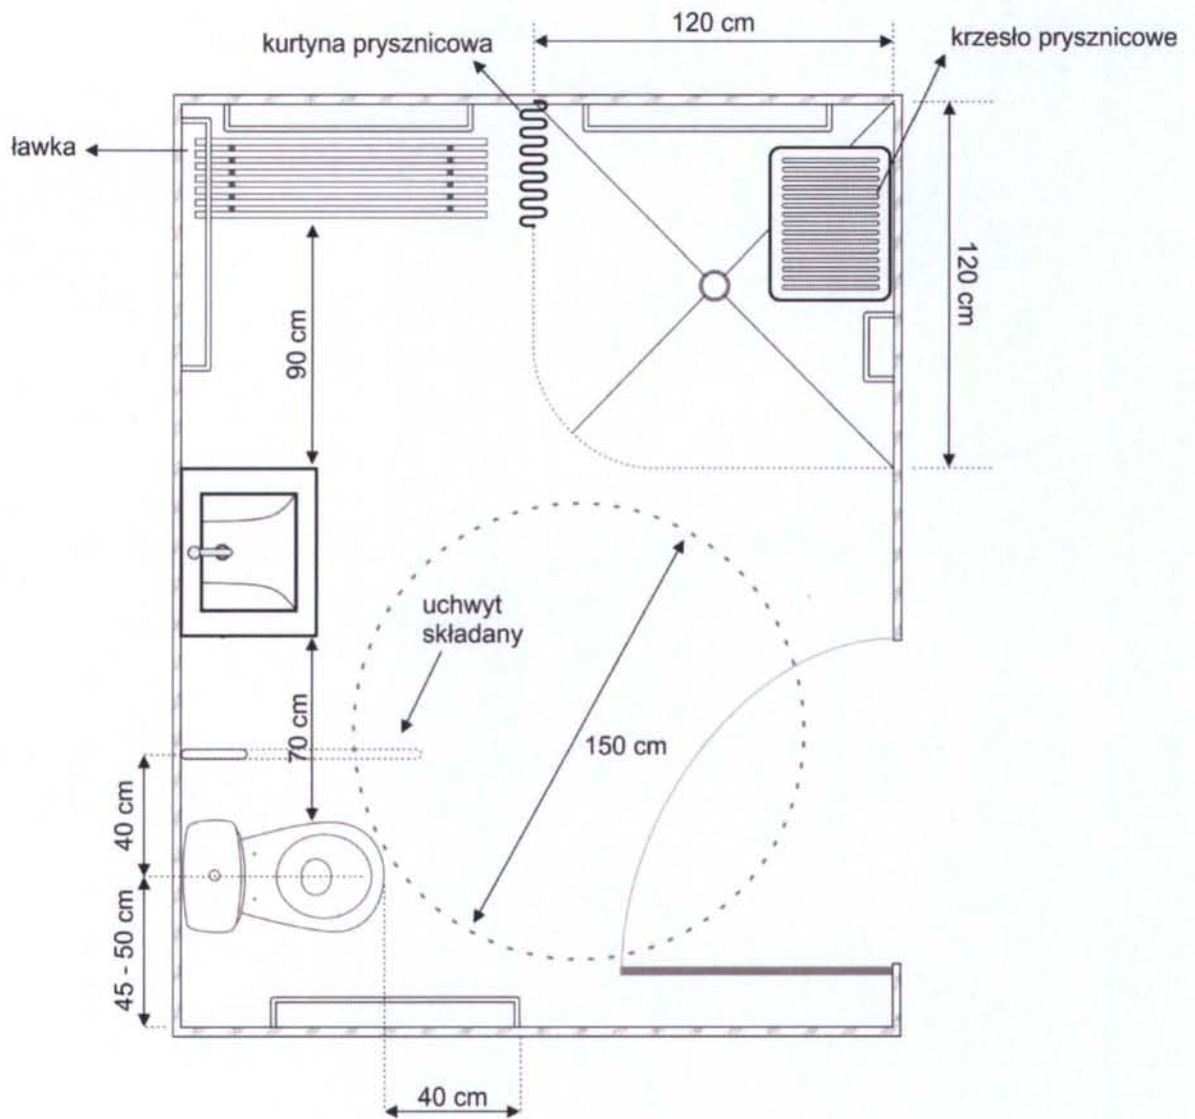 120 cm
kurtyna prysznicowa
krzesło prysznicowe
ławka
120 cm
90 cm
uchwyt
składany
70 cm
150 cm
40 cm
45 - 50 cm
40 cm